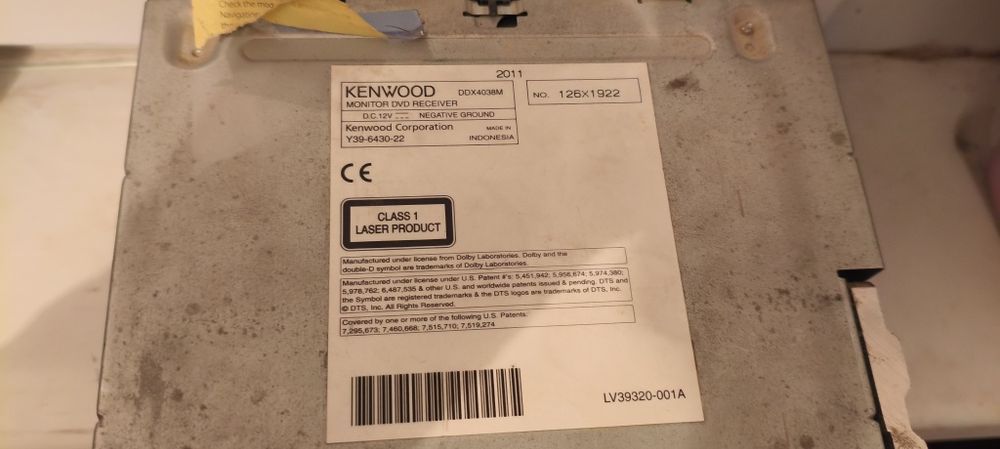 Check the mod
Navigation
2011
KENWOOD DDX4038M
MONITOR DVD RECEIVER
D.C.12V NEGATIVE GROUND
Kenwood Corporation MADE IN
Y39-6430-22 INDONESIA
NO. 126X1922
CE
CLASS 1
LASER PRODUCT
Manufactured under license from Dolby Laboratories. Dolby and the
double-D symbol are trademarks of Dolby Laboratories.
Manufactured under license under U.S. Patent #'s: 5,451,942; 5,956,674; 5,974,380;
5,978,762; 6,487,535 & other U.S. and worldwide patents issued & pending. DTS and
the Symbol are registered trademarks & the DTS logos are trademarks of DTS, Inc.
© DTS, Inc. All Rights Reserved.
Covered by one or more of the following U.S. Patents:
7,295,673; 7,460,668; 7,515,710; 7,519,274
LV39320-001A